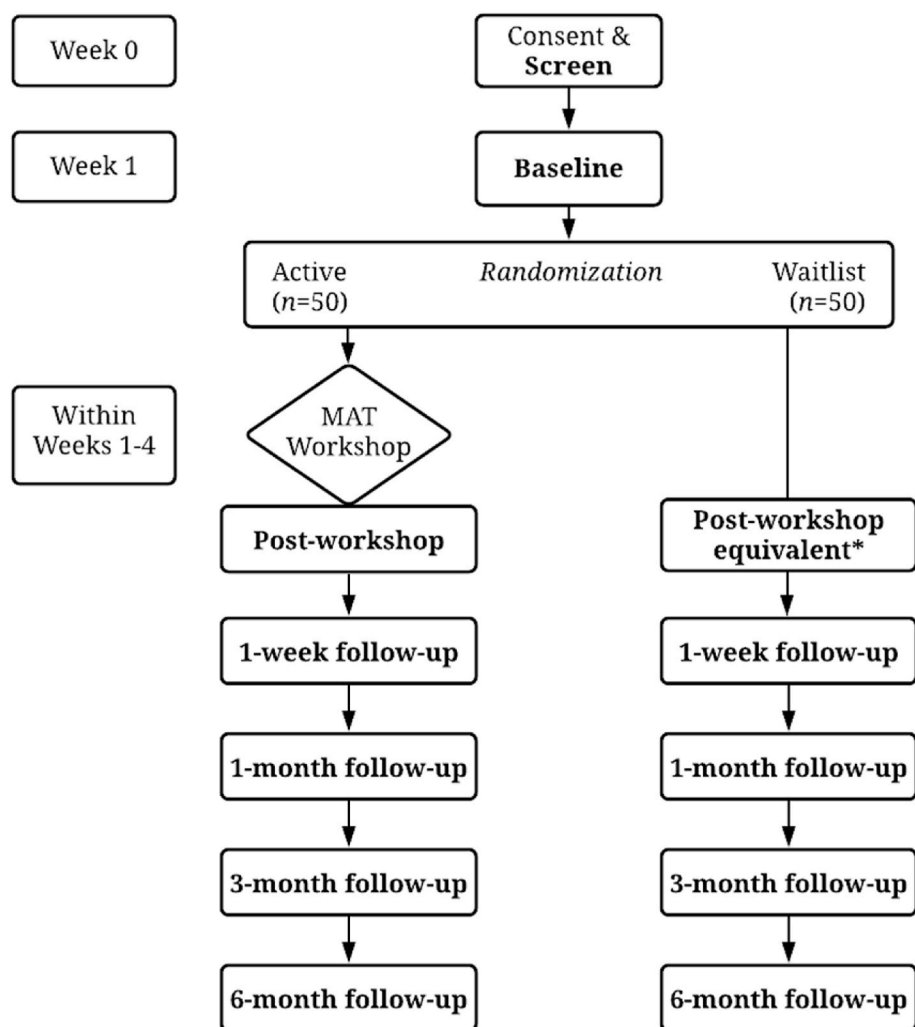 Week 0
Consent &
Screen
Week 1
Baseline
Active
(n=50)
Randomization
Waitlist
(n=50)
Within
Weeks 1-4
MAT
Workshop
Post-workshop
Post-workshop
equivalent*
1-week follow-up
1-week follow-up
1-month follow-up
1-month follow-up
3-month follow-up
3-month follow-up
6-month follow-up
6-month follow-up